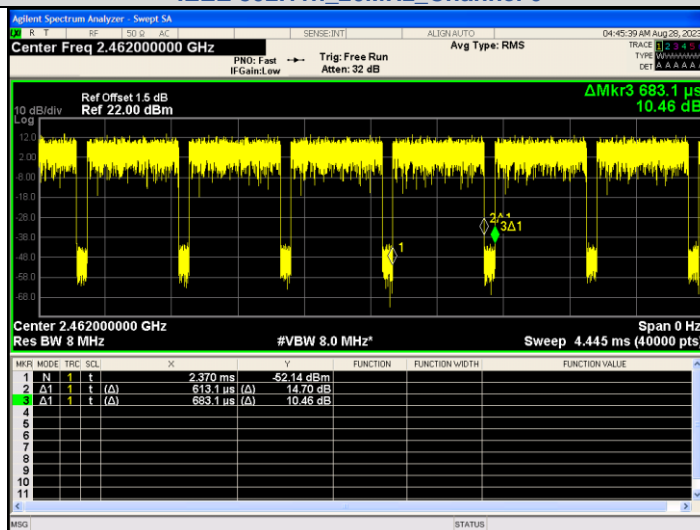 Agilent Spectrum Analyzer - Swept SA
R T RF 50 Ω AC SENSE:INT ALIGN AUTO 04:45:39 AM Aug 28, 2023
Center Freq 2.462000000 GHz Avg Type: RMS TRACE 1 2 3 4 5
PNO: Fast Trig: Free Run TYPE
IFGain:Low Atten: 32 dB DET A A A A A
ΔMkr3 683.1 µs
10.46 dB
Ref Offset 1.5 dB
10 dB/div Ref 22.00 dBm
Log
12.0
2.00
-8.00
-18.0
-28.0
-38.0
-48.0
-58.0
-68.0
2Δ1
3Δ1
1
Center 2.462000000 GHz Span 0 Hz
Res BW 8 MHz #VBW 8.0 MHz* Sweep 4.445 ms (40000 pts)
MKR MODE TRC SCL X Y FUNCTION FUNCTION WIDTH FUNCTION VALUE
1 N 1 t 2.370 ms -52.14 dBm
2 Δ1 1 t (Δ) 613.1 µs (Δ) 14.70 dB
3 Δ1 1 t (Δ) 683.1 µs (Δ) 10.46 dB
4
5
6
7
8
9
10
11
MSG STATUS